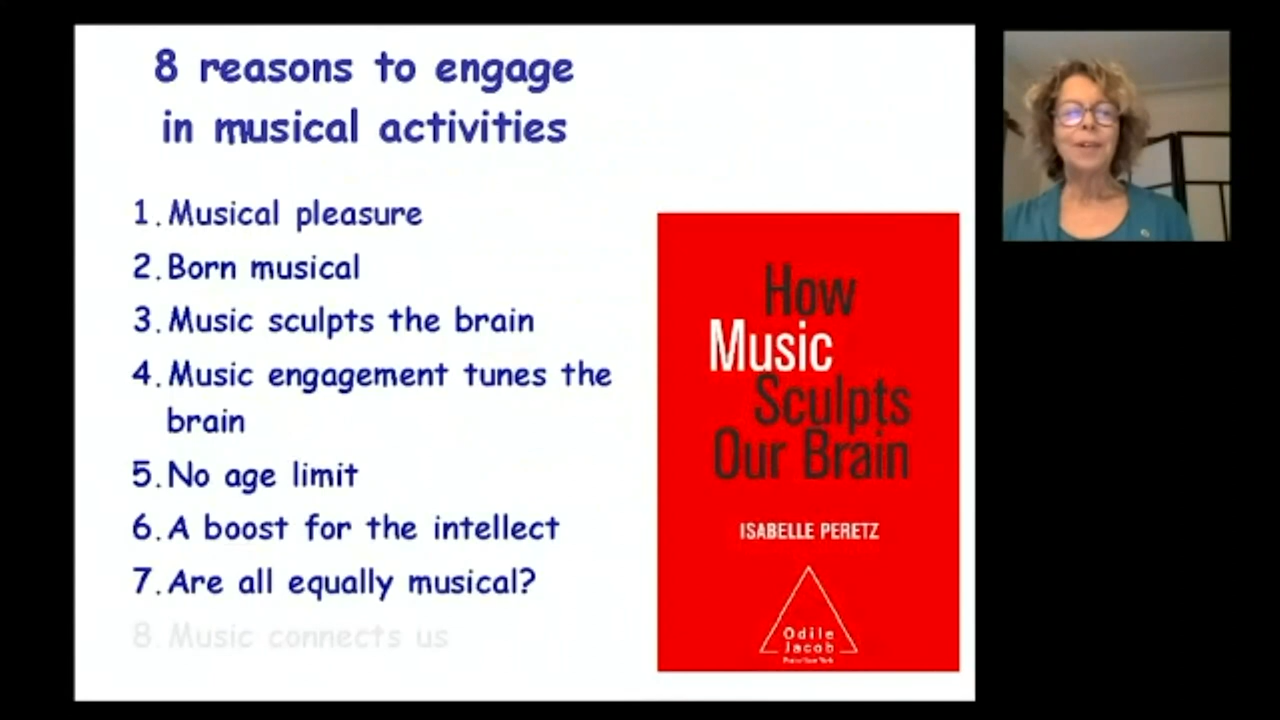 8 reasons to engage
in musical activities
1. Musical pleasure
2. Born musical
3. Music sculpts the brain
4. Music engagement tunes the
brain
5. No age limit
6. A boost for the intellect
7. Are all equally musical?
8. Music connects us
How
Music
Sculpts
Our Brain
ISABELLE PERETZ
Odile
Jacob